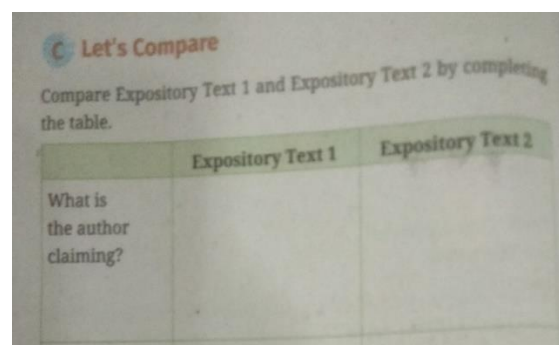 C Let's Compare
Compare Expository Text 1 and Expository Text 2 by completing
the table.
Expository Text 1 Expository Text 2
What is
the author
claiming?